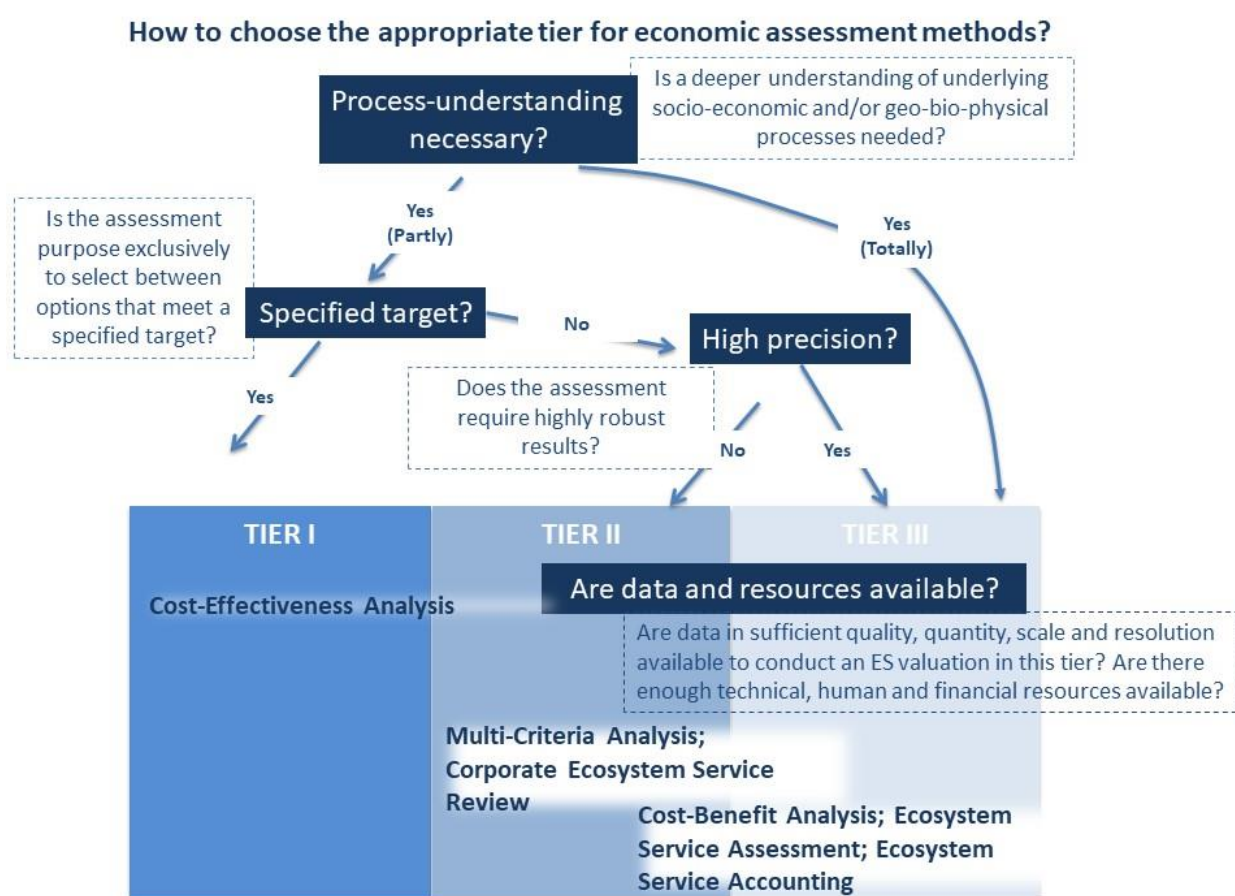 How to choose the appropriate tier for economic assessment methods?
Process-understanding
necessary?
Is a deeper understanding of underlying
socio-economic and/or geo-bio-physical
processes needed?
Yes
(Partly)
Yes
(Totally)
Is the assessment
purpose exclusively
to select between
options that meet a
specified target?
Specified target?
No
High precision?
Yes
Does the assessment
require highly robust
results?
No
Yes
TIER I
TIER II
TIER III
Are data and resources available?
Cost-Effectiveness Analysis
Are data in sufficient quality, quantity, scale and resolution
available to conduct an ES valuation in this tier? Are there
enough technical, human and financial resources available?
Multi-Criteria Analysis;
Corporate Ecosystem Service
Review
Cost-Benefit Analysis; Ecosystem
Service Assessment; Ecosystem
Service Accounting